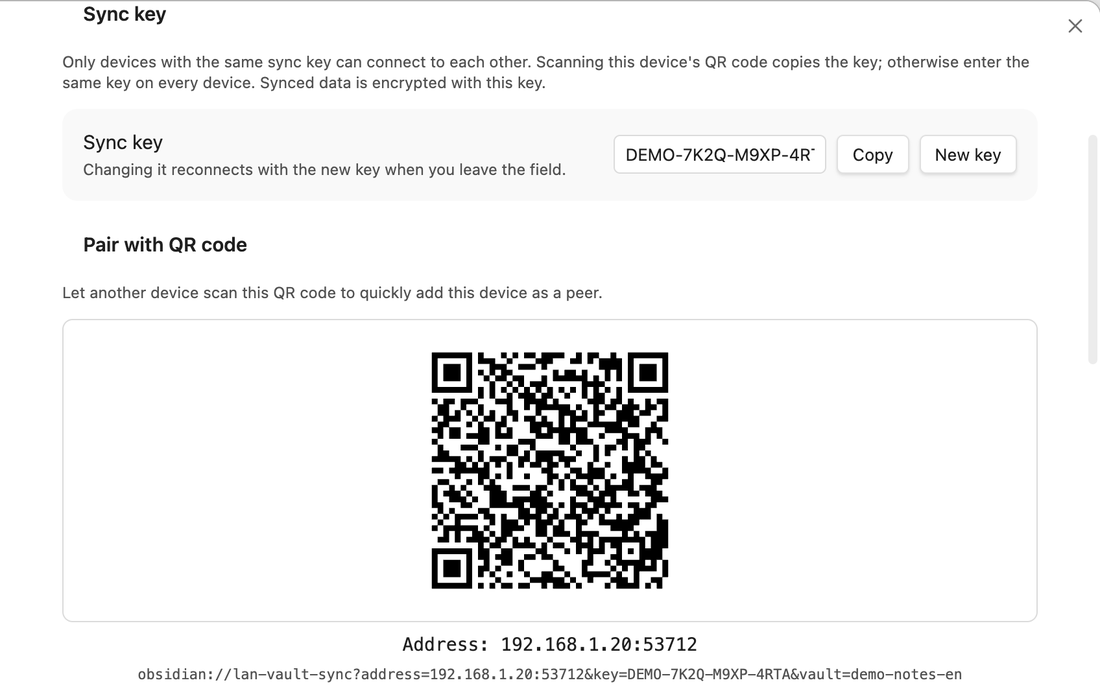 Sync key
Only devices with the same sync key can connect to each other. Scanning this device's QR code copies the key; otherwise enter the
same key on every device. Synced data is encrypted with this key.
Sync key
Changing it reconnects with the new key when you leave the field.
DEMO-7K2Q-M9XP-4R
Copy
New key
Pair with QR code
Let another device scan this QR code to quickly add this device as a peer.
Address: 192.168.1.20:53712
obsidian://lan-vault-sync?address=192.168.1.20:53712&key=DEMO-7K2Q-M9XP-4RTA&vault=demo-notes-en